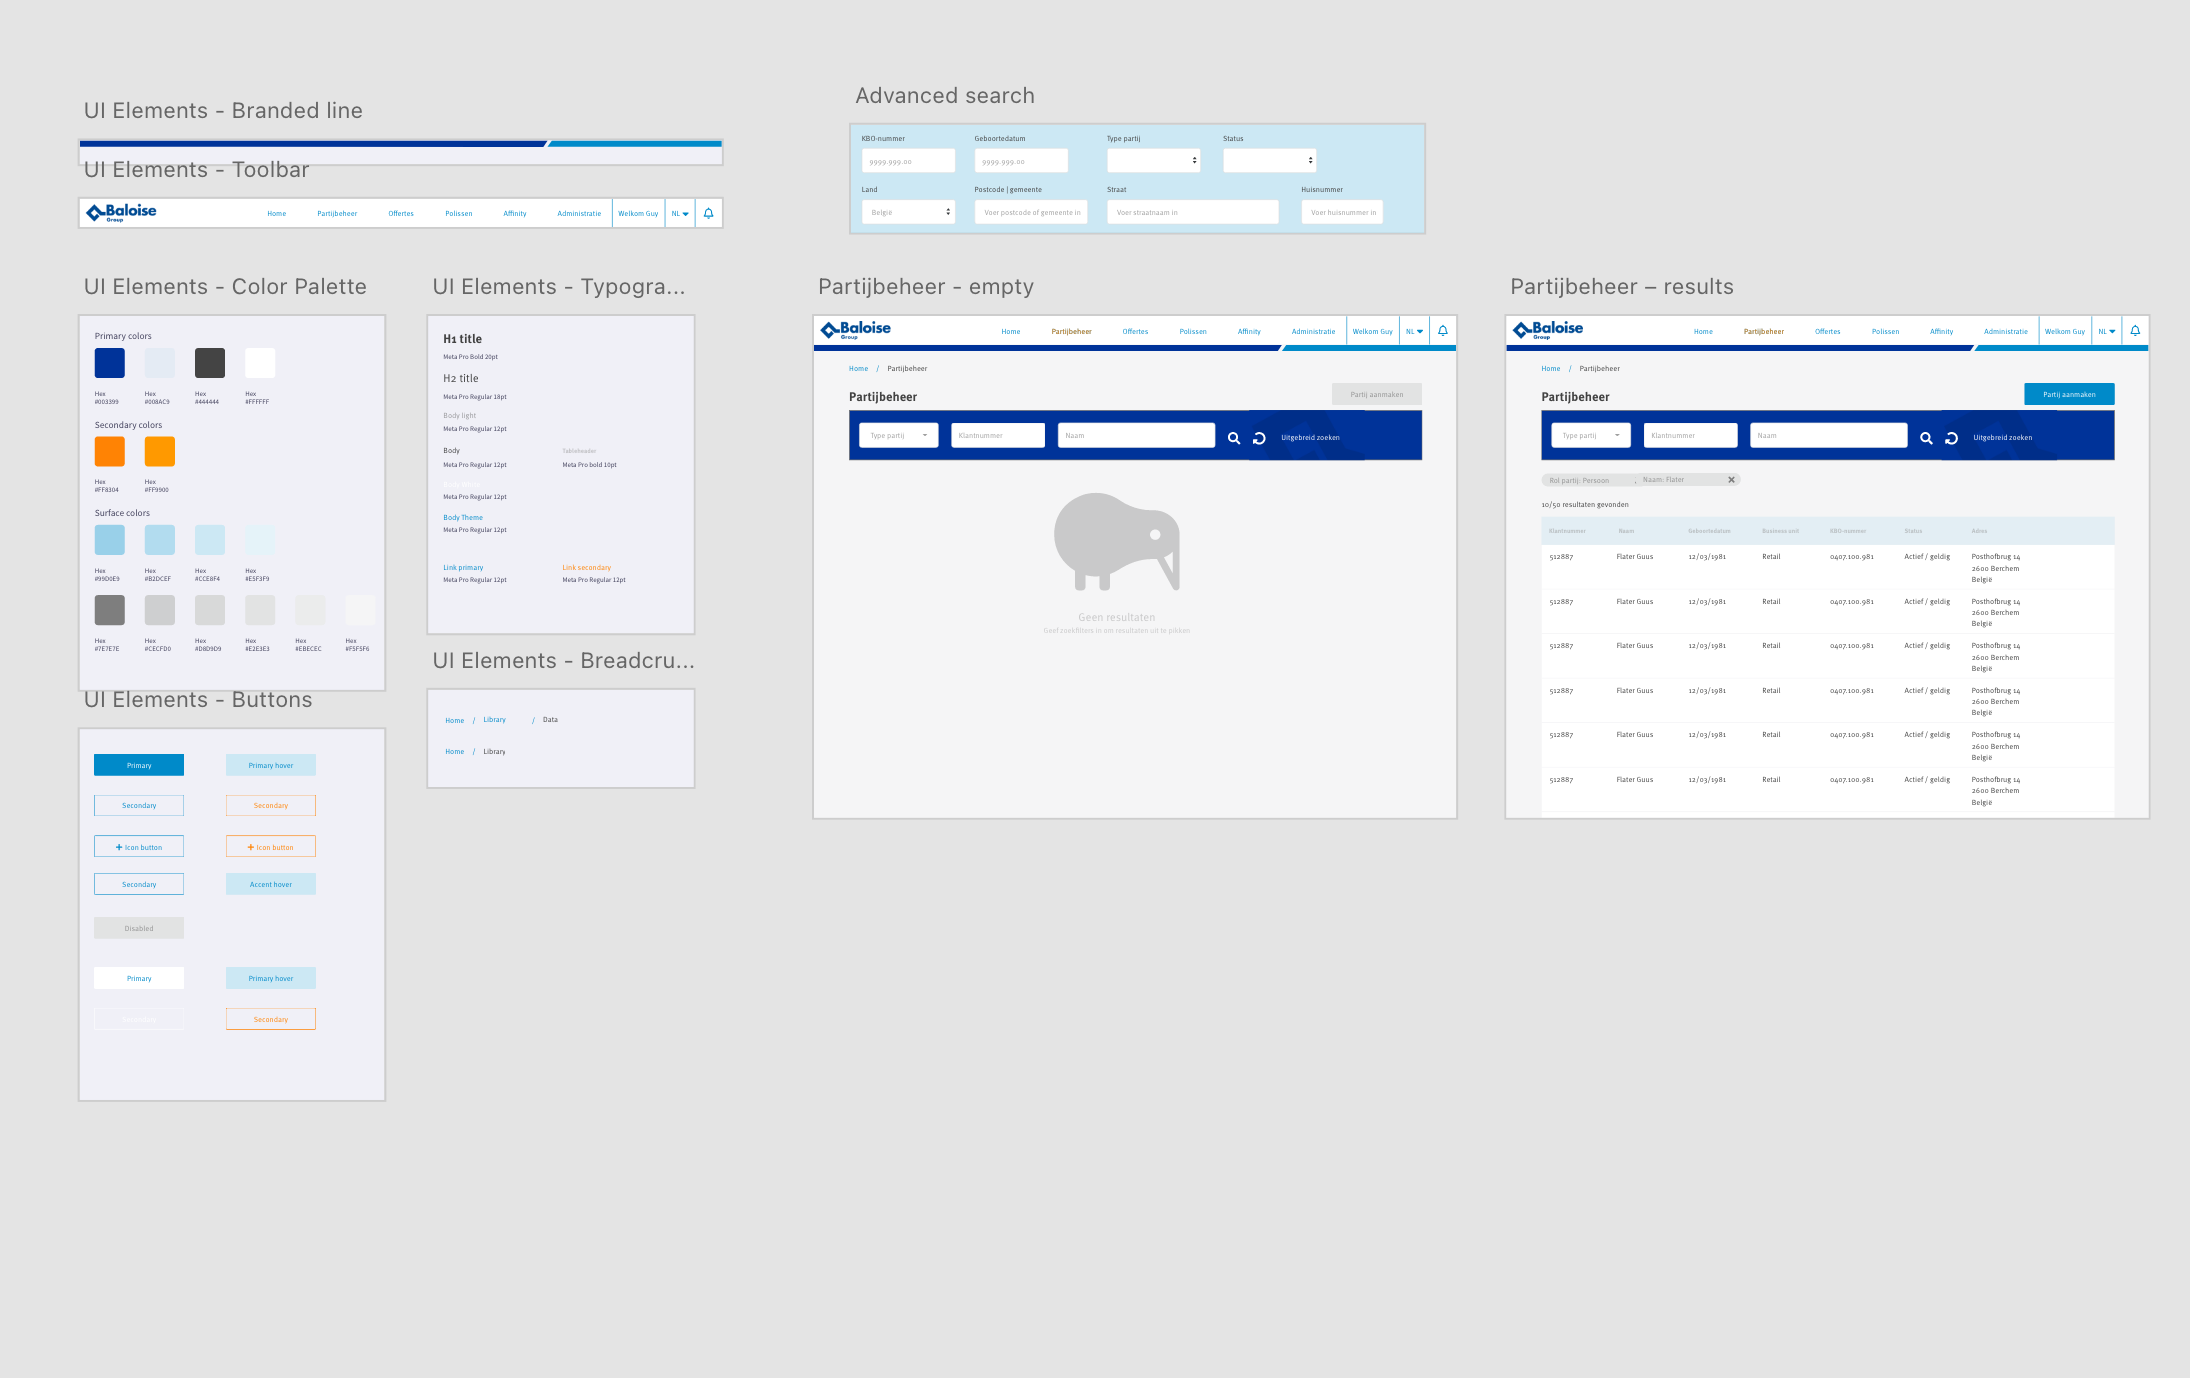 UI Elements - Branded line
UI Elements - Toolbar
Baloise
Group
Home
Partijbeheer
Offertes
Polissen
Affinity
Administratie
Welkom Guy
NL
Advanced search
KBO-nummer
Geboortedatum
Type partij
Status
9999.999.00
9999.999.00
Land
Postcode | gemeente
Straat
Huisnummer
België
Voer postcode of gemeente in
Voer straatnaam in
Voer huisnummer in
UI Elements - Color Palette
Primary colors
Hex
#003399
Hex
#008AC9
Hex
#444444
Hex
#FFFFFF
Secondary colors
Hex
#FF8304
Hex
#FF9900
Surface colors
Hex
#99D0E9
Hex
#B2DCEF
Hex
#CCE8F4
Hex
#E5F3F9
Hex
#7E7E7E
Hex
#CECFD0
Hex
#D8D9D9
Hex
#E2E3E3
Hex
#EBECEC
Hex
#F5F5F6
UI Elements - Typogra...
H1 title
Meta Pro Bold 20pt
H2 title
Meta Pro Regular 18pt
Body light
Meta Pro Regular 12pt
Body
Meta Pro Regular 12pt
Tableheader
Meta Pro bold 10pt
Body White
Meta Pro Regular 12pt
Body Theme
Meta Pro Regular 12pt
Link primary
Meta Pro Regular 12pt
Link secondary
Meta Pro Regular 12pt
UI Elements - Breadcru...
Home / Library / Data
Home / Library
UI Elements - Buttons
Primary
Primary hover
Secondary
Secondary
Icon button
Icon button
Secondary
Accent hover
Disabled
Primary
Primary hover
Secondary
Partijbeheer - empty
Baloise
Group
Home
Partijbeheer
Offertes
Polissen
Affinity
Administratie
Welkom Guy
NL
Home / Partijbeheer
Partijbeheer
Partij aanmaken
Type partij
Klantnummer
Naam
Uitgebreid zoeken
Geen resultaten
Geef zoekfilters in om resultaten uit te pikken
Partijbeheer – results
Baloise
Group
Home
Partijbeheer
Offertes
Polissen
Affinity
Administratie
Welkom Guy
NL
Home / Partijbeheer
Partijbeheer
Partij aanmaken
Type partij
Klantnummer
Naam
Uitgebreid zoeken
Rol partij: Persoon , Naam: Flater
10/50 resultaten gevonden
Klantnummer Naam Geboortedatum Business unit KBO-nummer Status Adres
512887 Flater Guus 12/03/1981 Retail 0407.100.981 Actief / geldig Posthofbrug 14
2600 Berchem
België
512887 Flater Guus 12/03/1981 Retail 0407.100.981 Actief / geldig Posthofbrug 14
2600 Berchem
België
512887 Flater Guus 12/03/1981 Retail 0407.100.981 Actief / geldig Posthofbrug 14
2600 Berchem
België
512887 Flater Guus 12/03/1981 Retail 0407.100.981 Actief / geldig Posthofbrug 14
2600 Berchem
België
512887 Flater Guus 12/03/1981 Retail 0407.100.981 Actief / geldig Posthofbrug 14
2600 Berchem
België
512887 Flater Guus 12/03/1981 Retail 0407.100.981 Actief / geldig Posthofbrug 14
2600 Berchem
België